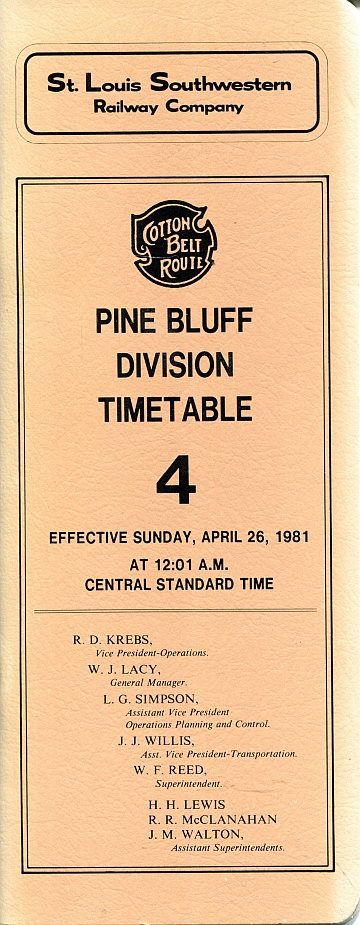 St. Louis Southwestern
Railway Company
COTTON
BELT
ROUTE
PINE BLUFF
DIVISION
TIMETABLE
4
EFFECTIVE SUNDAY, APRIL 26, 1981
AT 12:01 A.M.
CENTRAL STANDARD TIME
R. D. KREBS,
Vice President-Operations.
W. J. LACY,
General Manager.
L. G. SIMPSON,
Assistant Vice President
Operations Planning and Control.
J. J. WILLIS,
Asst. Vice President-Transportation.
W. F. REED,
Superintendent.
H. H. LEWIS
R. R. McCLANAHAN
J. M. WALTON,
Assistant Superintendents.